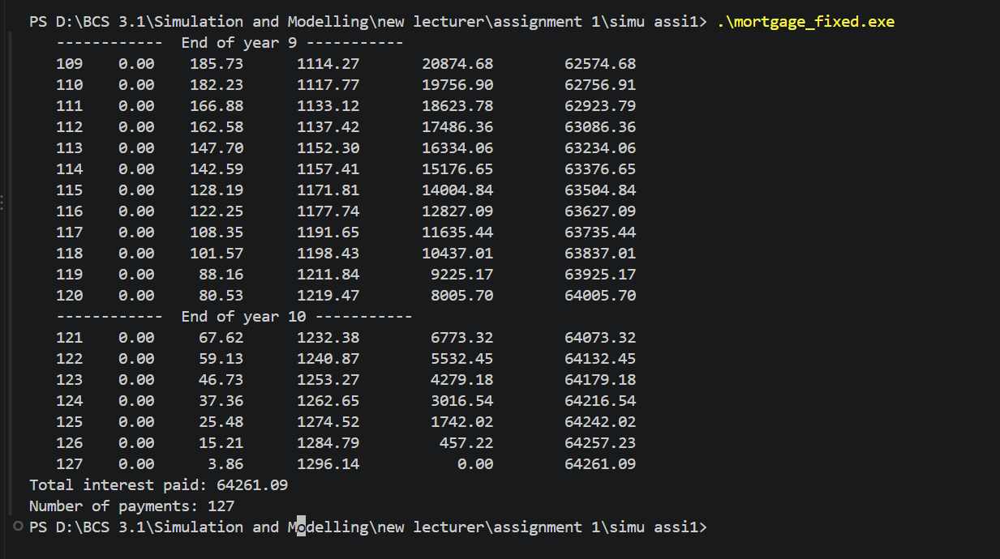 PS D:\BCS 3.1\Simulation and Modelling\new lecturer\assignment 1\simu assi1> .\mortgage_fixed.exe
------------  End of year 9 -----------
109    0.00    185.73      1114.27       20874.68        62574.68
110    0.00    182.23      1117.77       19756.90        62756.91
111    0.00    166.88      1133.12       18623.78        62923.79
112    0.00    162.58      1137.42       17486.36        63086.36
113    0.00    147.70      1152.30       16334.06        63234.06
114    0.00    142.59      1157.41       15176.65        63376.65
115    0.00    128.19      1171.81       14004.84        63504.84
116    0.00    122.25      1177.74       12827.09        63627.09
117    0.00    108.35      1191.65       11635.44        63735.44
118    0.00    101.57      1198.43       10437.01        63837.01
119    0.00     88.16      1211.84        9225.17        63925.17
120    0.00     80.53      1219.47        8005.70        64005.70
------------  End of year 10 -----------
121    0.00     67.62      1232.38        6773.32        64073.32
122    0.00     59.13      1240.87        5532.45        64132.45
123    0.00     46.73      1253.27        4279.18        64179.18
124    0.00     37.36      1262.65        3016.54        64216.54
125    0.00     25.48      1274.52        1742.02        64242.02
126    0.00     15.21      1284.79         457.22        64257.23
127    0.00      3.86      1296.14           0.00        64261.09
Total interest paid: 64261.09
Number of payments: 127
PS D:\BCS 3.1\Simulation and Modelling\new lecturer\assignment 1\simu assi1>